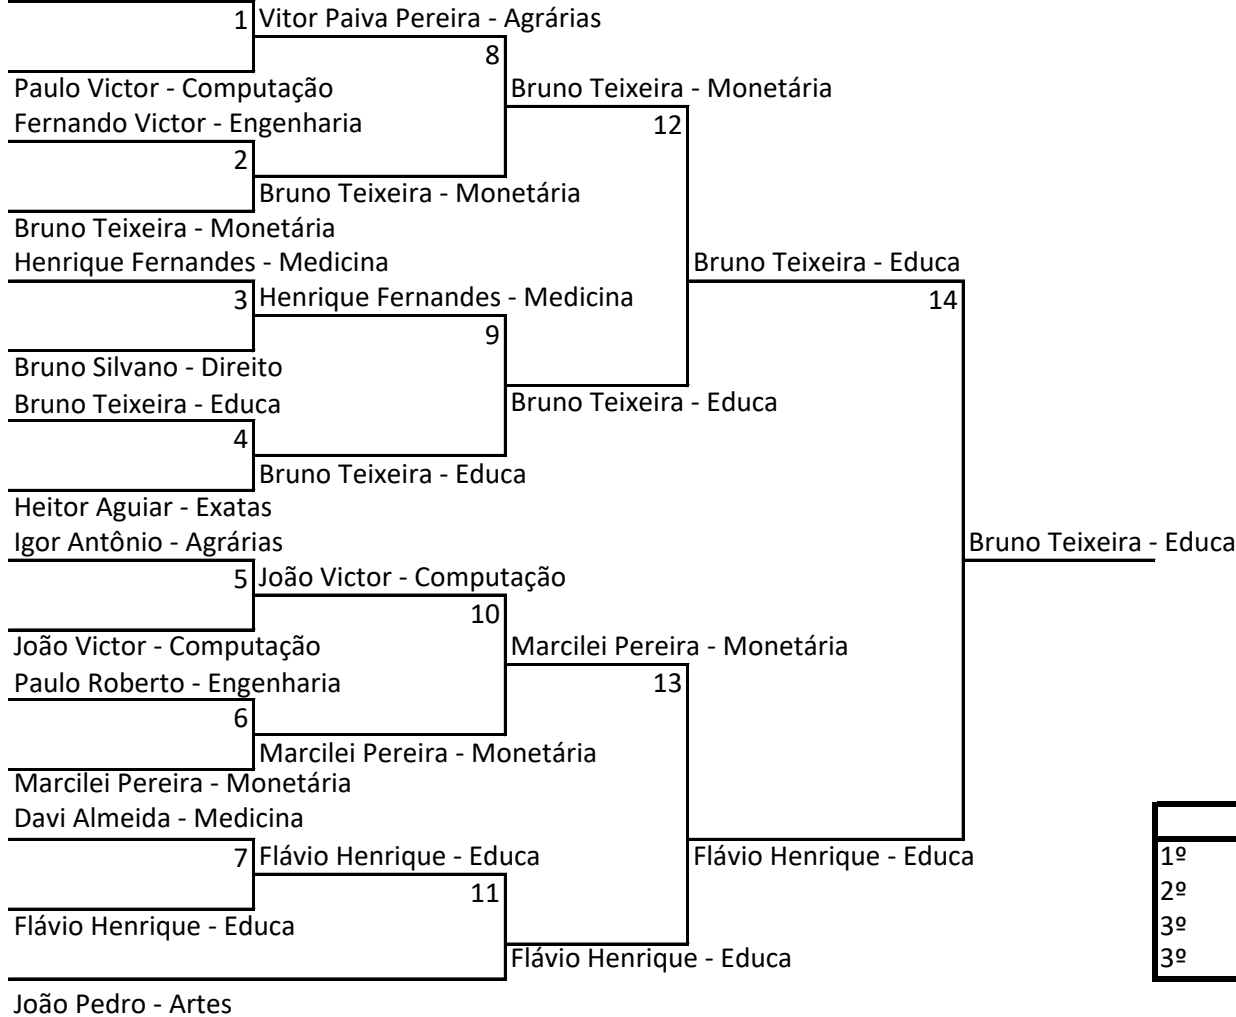 1 Vitor Paiva Pereira - Agrárias
8
Paulo Victor - Computação
Bruno Teixeira - Monetária
Fernando Victor - Engenharia
12
2
Bruno Teixeira - Monetária
Bruno Teixeira - Monetária
Henrique Fernandes - Medicina
Bruno Teixeira - Educa
3 Henrique Fernandes - Medicina
14
9
Bruno Silvano - Direito
Bruno Teixeira - Educa
Bruno Teixeira - Educa
4
Bruno Teixeira - Educa
Heitor Aguiar - Exatas
Igor Antônio - Agrárias
Bruno Teixeira - Educa
5 João Victor - Computação
10
João Victor - Computação
Marcilei Pereira - Monetária
Paulo Roberto - Engenharia
13
6
Marcilei Pereira - Monetária
Marcilei Pereira - Monetária
Davi Almeida - Medicina
7 Flávio Henrique - Educa
Flávio Henrique - Educa
1º
11
2º
Flávio Henrique - Educa
3º
Flávio Henrique - Educa
3º
João Pedro - Artes